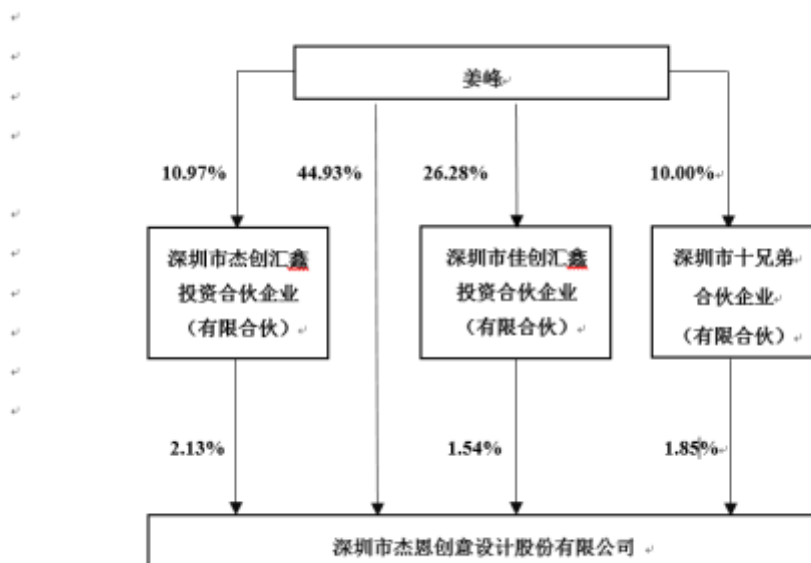 姜峰
10.97%
44.93%
26.28%
10.00%
深圳市杰创汇鑫
投资合伙企业
（有限合伙）
深圳市佳创汇鑫
投资合伙企业
（有限合伙）
深圳市十兄弟
合伙企业
（有限合伙）
2.13%
1.54%
1.85%
深圳市杰恩创意设计股份有限公司